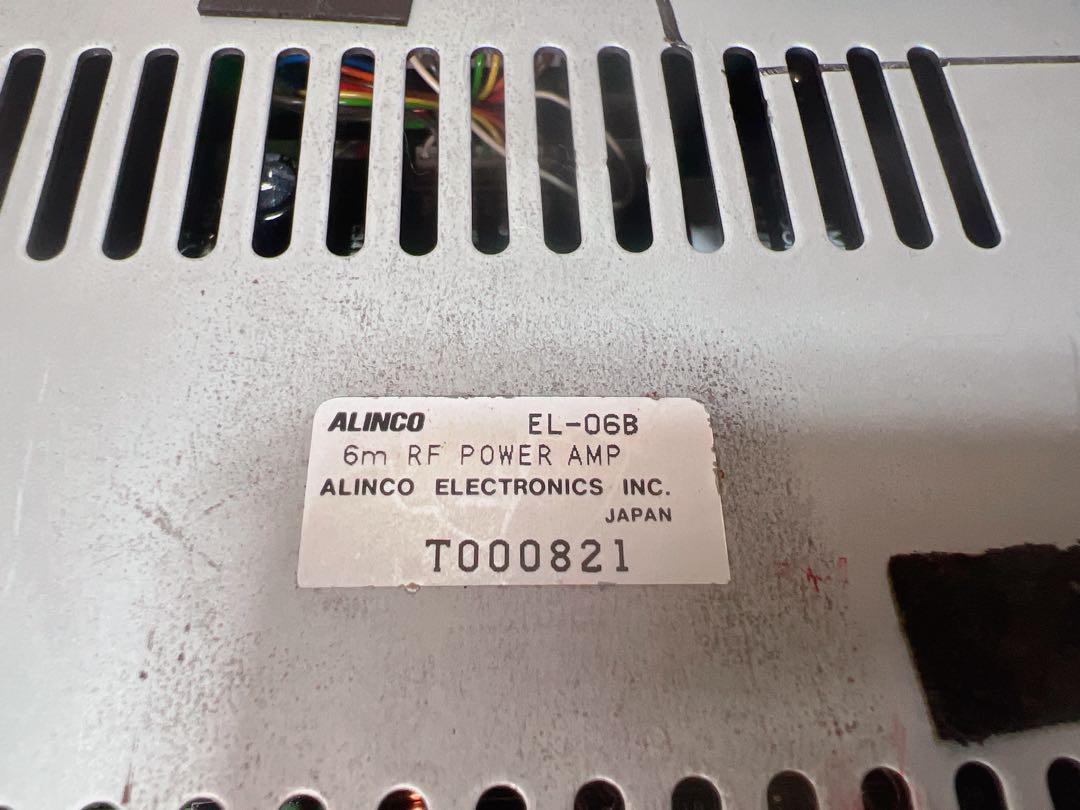 ALINCO EL-06B
6m RF POWER AMP
ALINCO ELECTRONICS INC.
JAPAN
T000821